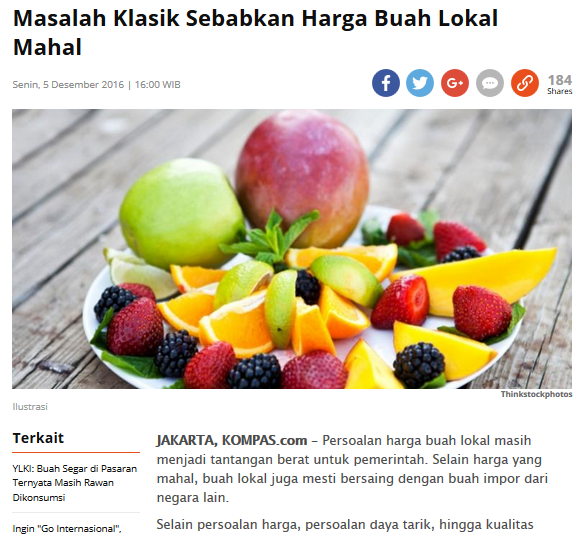 Masalah Klasik Sebabkan Harga Buah Lokal
Mahal
Senin, 5 Desember 2016 | 16:00 WIB
184
Shares
Thinkstockphotos
Ilustrasi
Terkait
YLKI: Buah Segar di Pasaran
Ternyata Masih Rawan
Dikonsumsi
Ingin "Go Internasional",
JAKARTA, KOMPAS.com – Persoalan harga buah lokal masih
menjadi tantangan berat untuk pemerintah. Selain harga yang
mahal, buah lokal juga mesti bersaing dengan buah impor dari
negara lain.
Selain persoalan harga, persoalan daya tarik, hingga kualitas